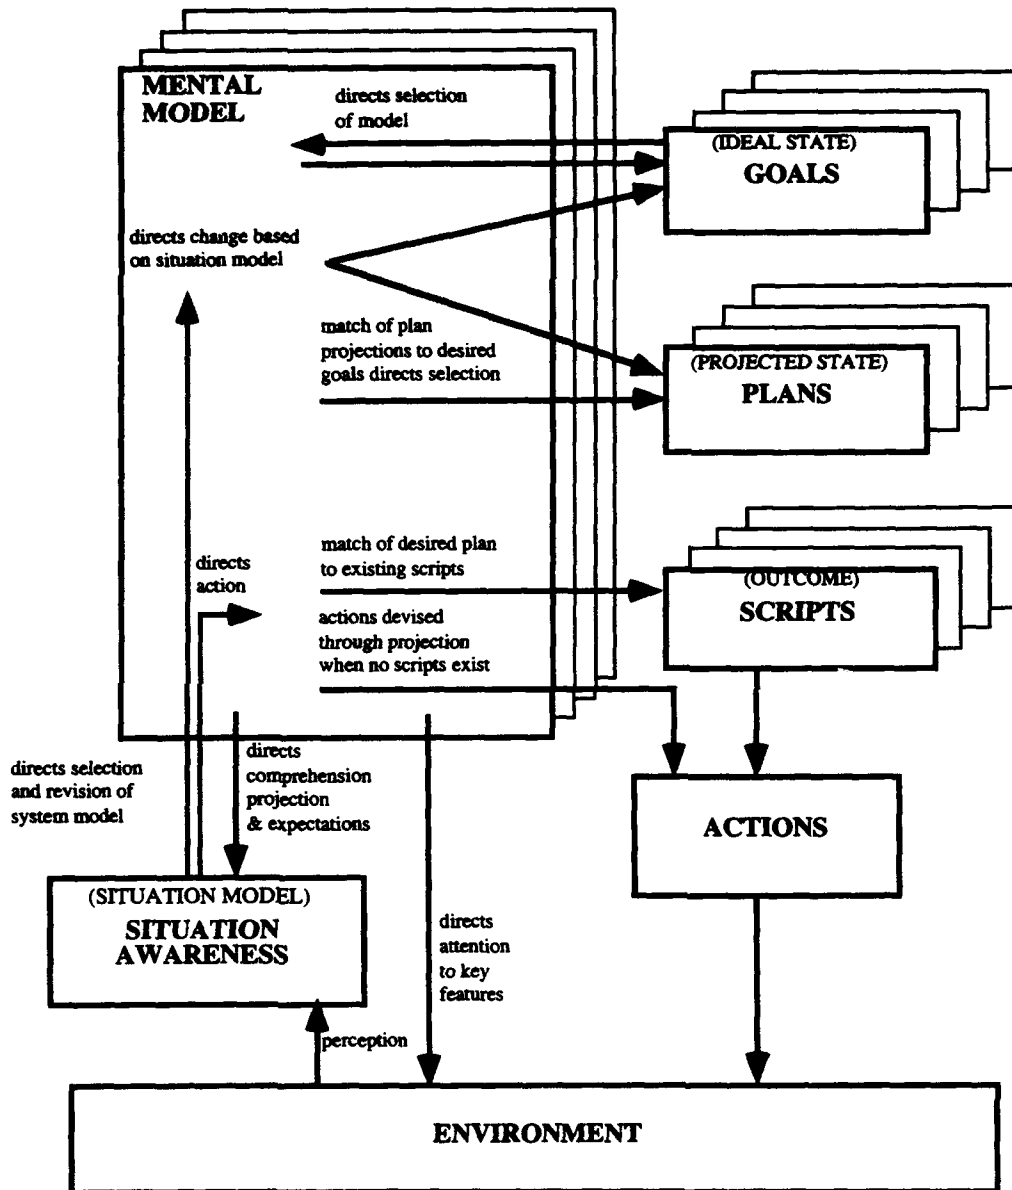 MENTAL
MODEL
directs selection
of model
(IDEAL STATE)
GOALS
directs change based
on situation model
match of plan
projections to desired
goals directs selection
(PROJECTED STATE)
PLANS
directs
action
match of desired plan
to existing scripts
(OUTCOME)
SCRIPTS
actions devised
through projection
when no scripts exist
directs selection
and revision of
system model
directs
comprehension
projection
& expectations
ACTIONS
(SITUATION MODEL)
SITUATION
AWARENESS
directs
attention
to key
features
perception
ENVIRONMENT